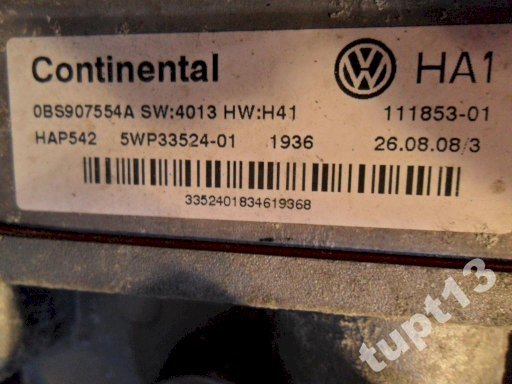 Continental
HA1
0BS907554A SW:4013 HW:H41 111853-01
HAP542 5WP33524-01 1936 26.08.08/3
3352401834619368
tupt13